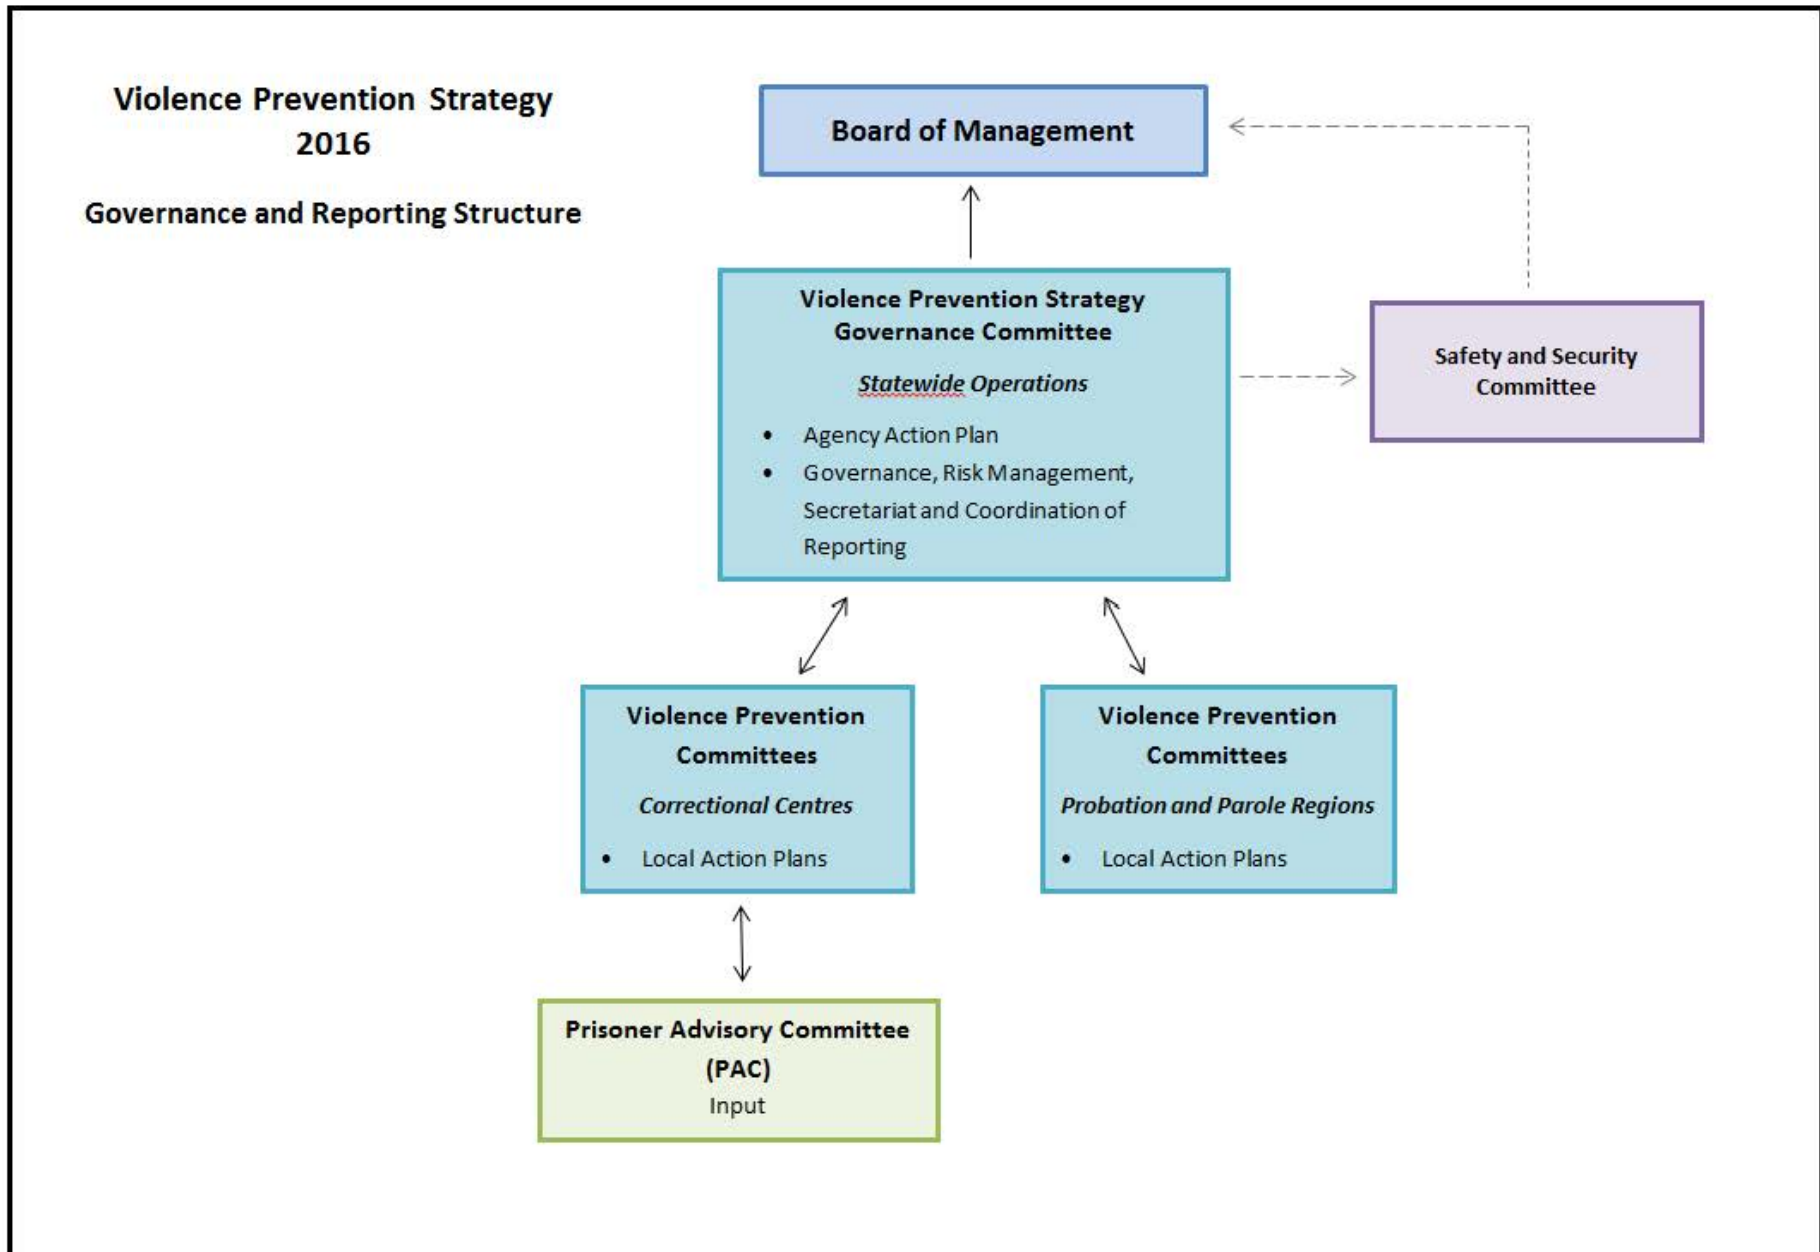 Violence Prevention Strategy
2016
Governance and Reporting Structure
Board of Management
Violence Prevention Strategy
Governance Committee
Statewide Operations
• Agency Action Plan
• Governance, Risk Management,
Secretariat and Coordination of
Reporting
Safety and Security
Committee
Violence Prevention
Committees
Correctional Centres
• Local Action Plans
Violence Prevention
Committees
Probation and Parole Regions
• Local Action Plans
Prisoner Advisory Committee
(PAC)
Input